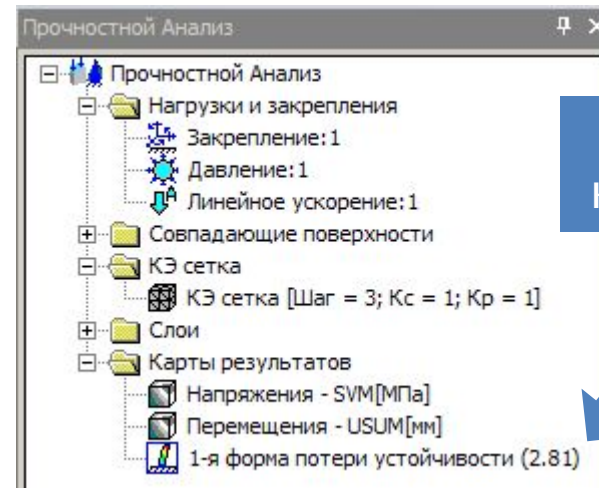 Прочностной Анализ
Прочностной Анализ
Нагрузки и закрепления
Закрепление:1
Давление:1
Линейное ускорение:1
Совпадающие поверхности
КЭ сетка
КЭ сетка [Шаг = 3; Кс = 1; Кр = 1]
Слои
Карты результатов
Напряжения - SVM[МПа]
Перемещения - USUM[мм]
1-я форма потери устойчивости (2.81)